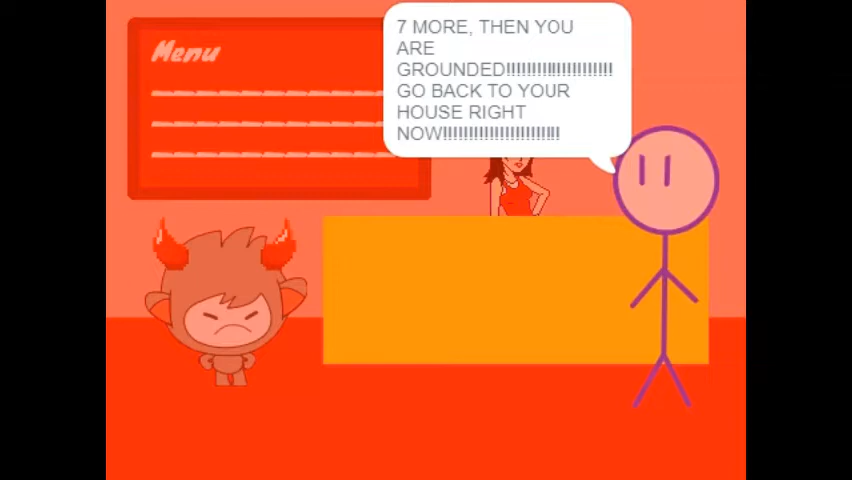 Menu
7 MORE, THEN YOU
ARE
GROUNDED!!!!!!!!!!!!!!!!!!!!!!!
GO BACK TO YOUR
HOUSE RIGHT
NOW!!!!!!!!!!!!!!!!!!!!!!!!!